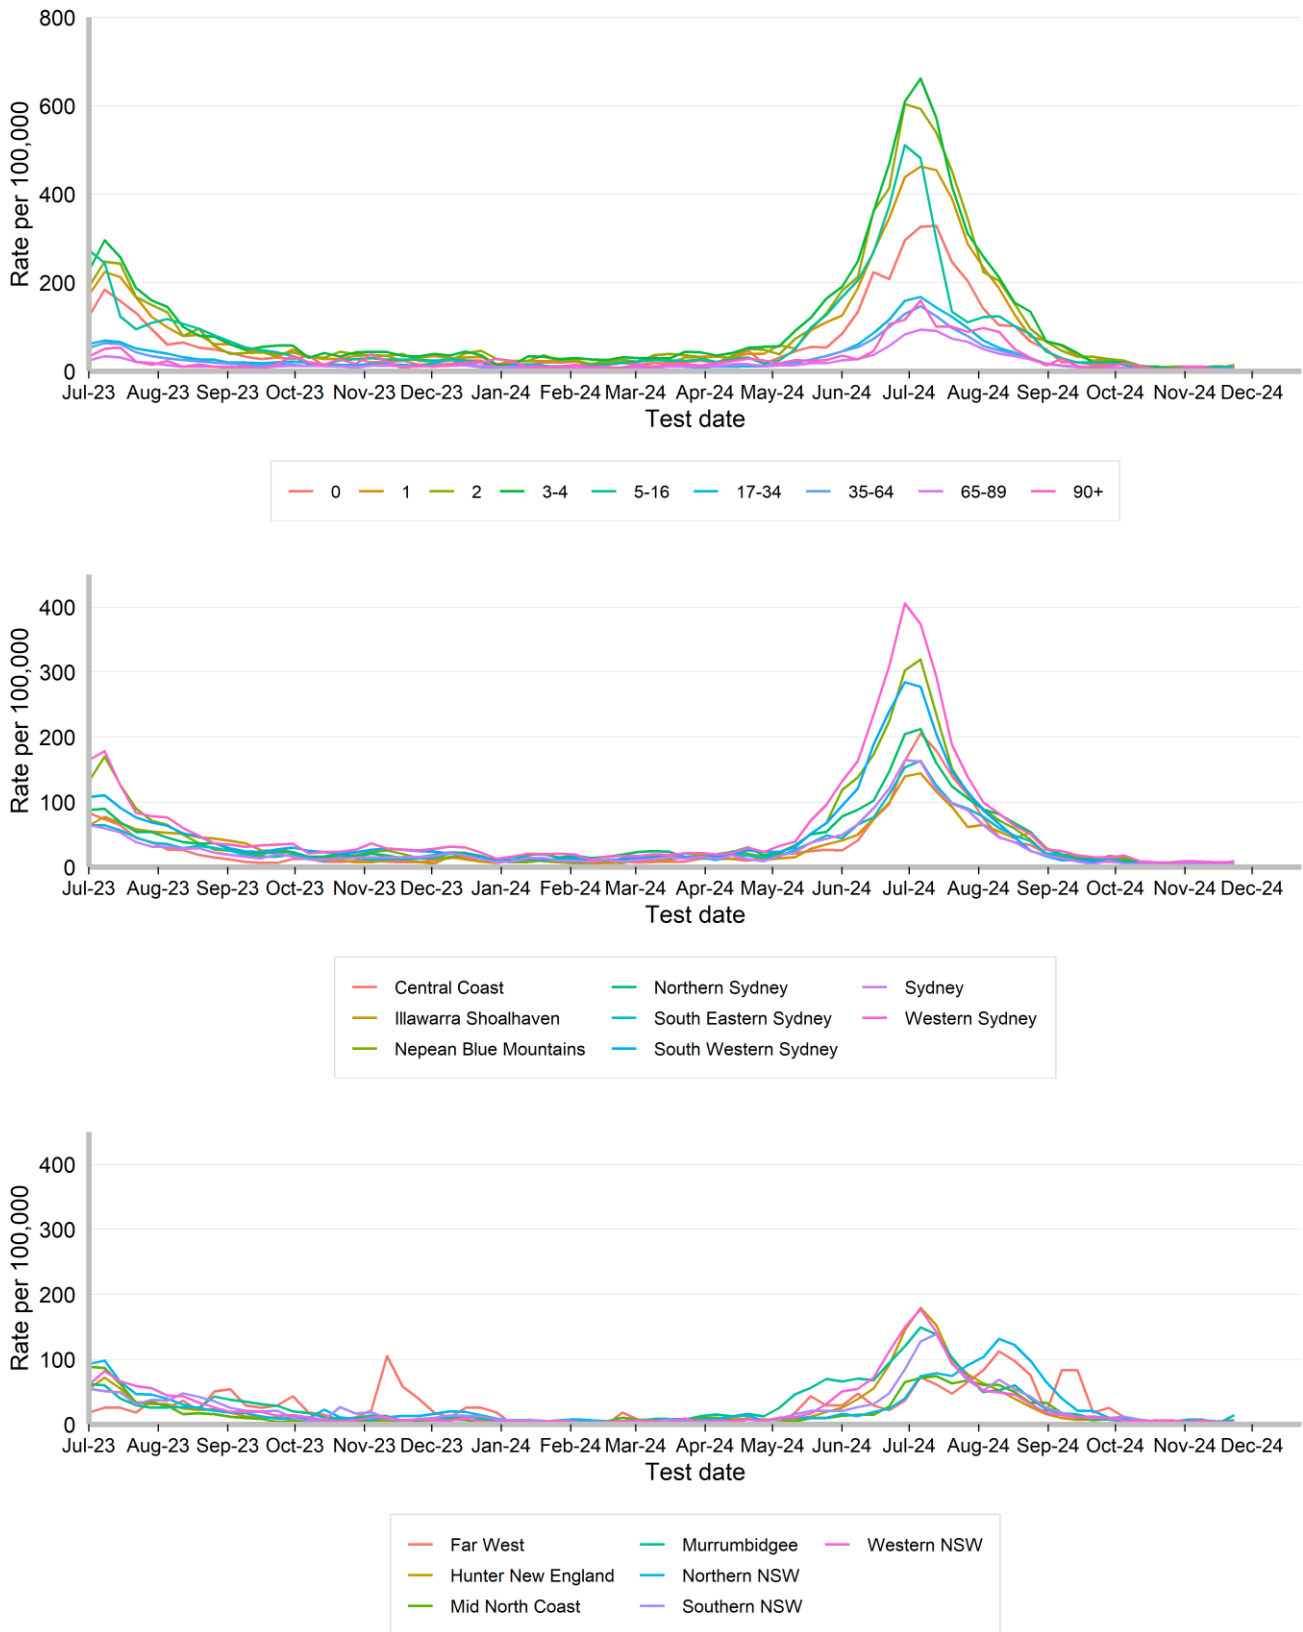 800
600
400
200
0
Rate per 100,000
Jul-23 Aug-23 Sep-23 Oct-23 Nov-23 Dec-23 Jan-24 Feb-24 Mar-24 Apr-24 May-24 Jun-24 Jul-24 Aug-24 Sep-24 Oct-24 Nov-24 Dec-24
Test date
0 1 2 3-4 5-16 17-34 35-64 65-89 90+
400
300
200
100
0
Rate per 100,000
Jul-23 Aug-23 Sep-23 Oct-23 Nov-23 Dec-23 Jan-24 Feb-24 Mar-24 Apr-24 May-24 Jun-24 Jul-24 Aug-24 Sep-24 Oct-24 Nov-24 Dec-24
Test date
Central Coast Northern Sydney Sydney
Illawarra Shoalhaven South Eastern Sydney Western Sydney
Nepean Blue Mountains South Western Sydney
400
300
200
100
0
Rate per 100,000
Jul-23 Aug-23 Sep-23 Oct-23 Nov-23 Dec-23 Jan-24 Feb-24 Mar-24 Apr-24 May-24 Jun-24 Jul-24 Aug-24 Sep-24 Oct-24 Nov-24 Dec-24
Test date
Far West Murrumbidgee Western NSW
Hunter New England Northern NSW
Mid North Coast Southern NSW